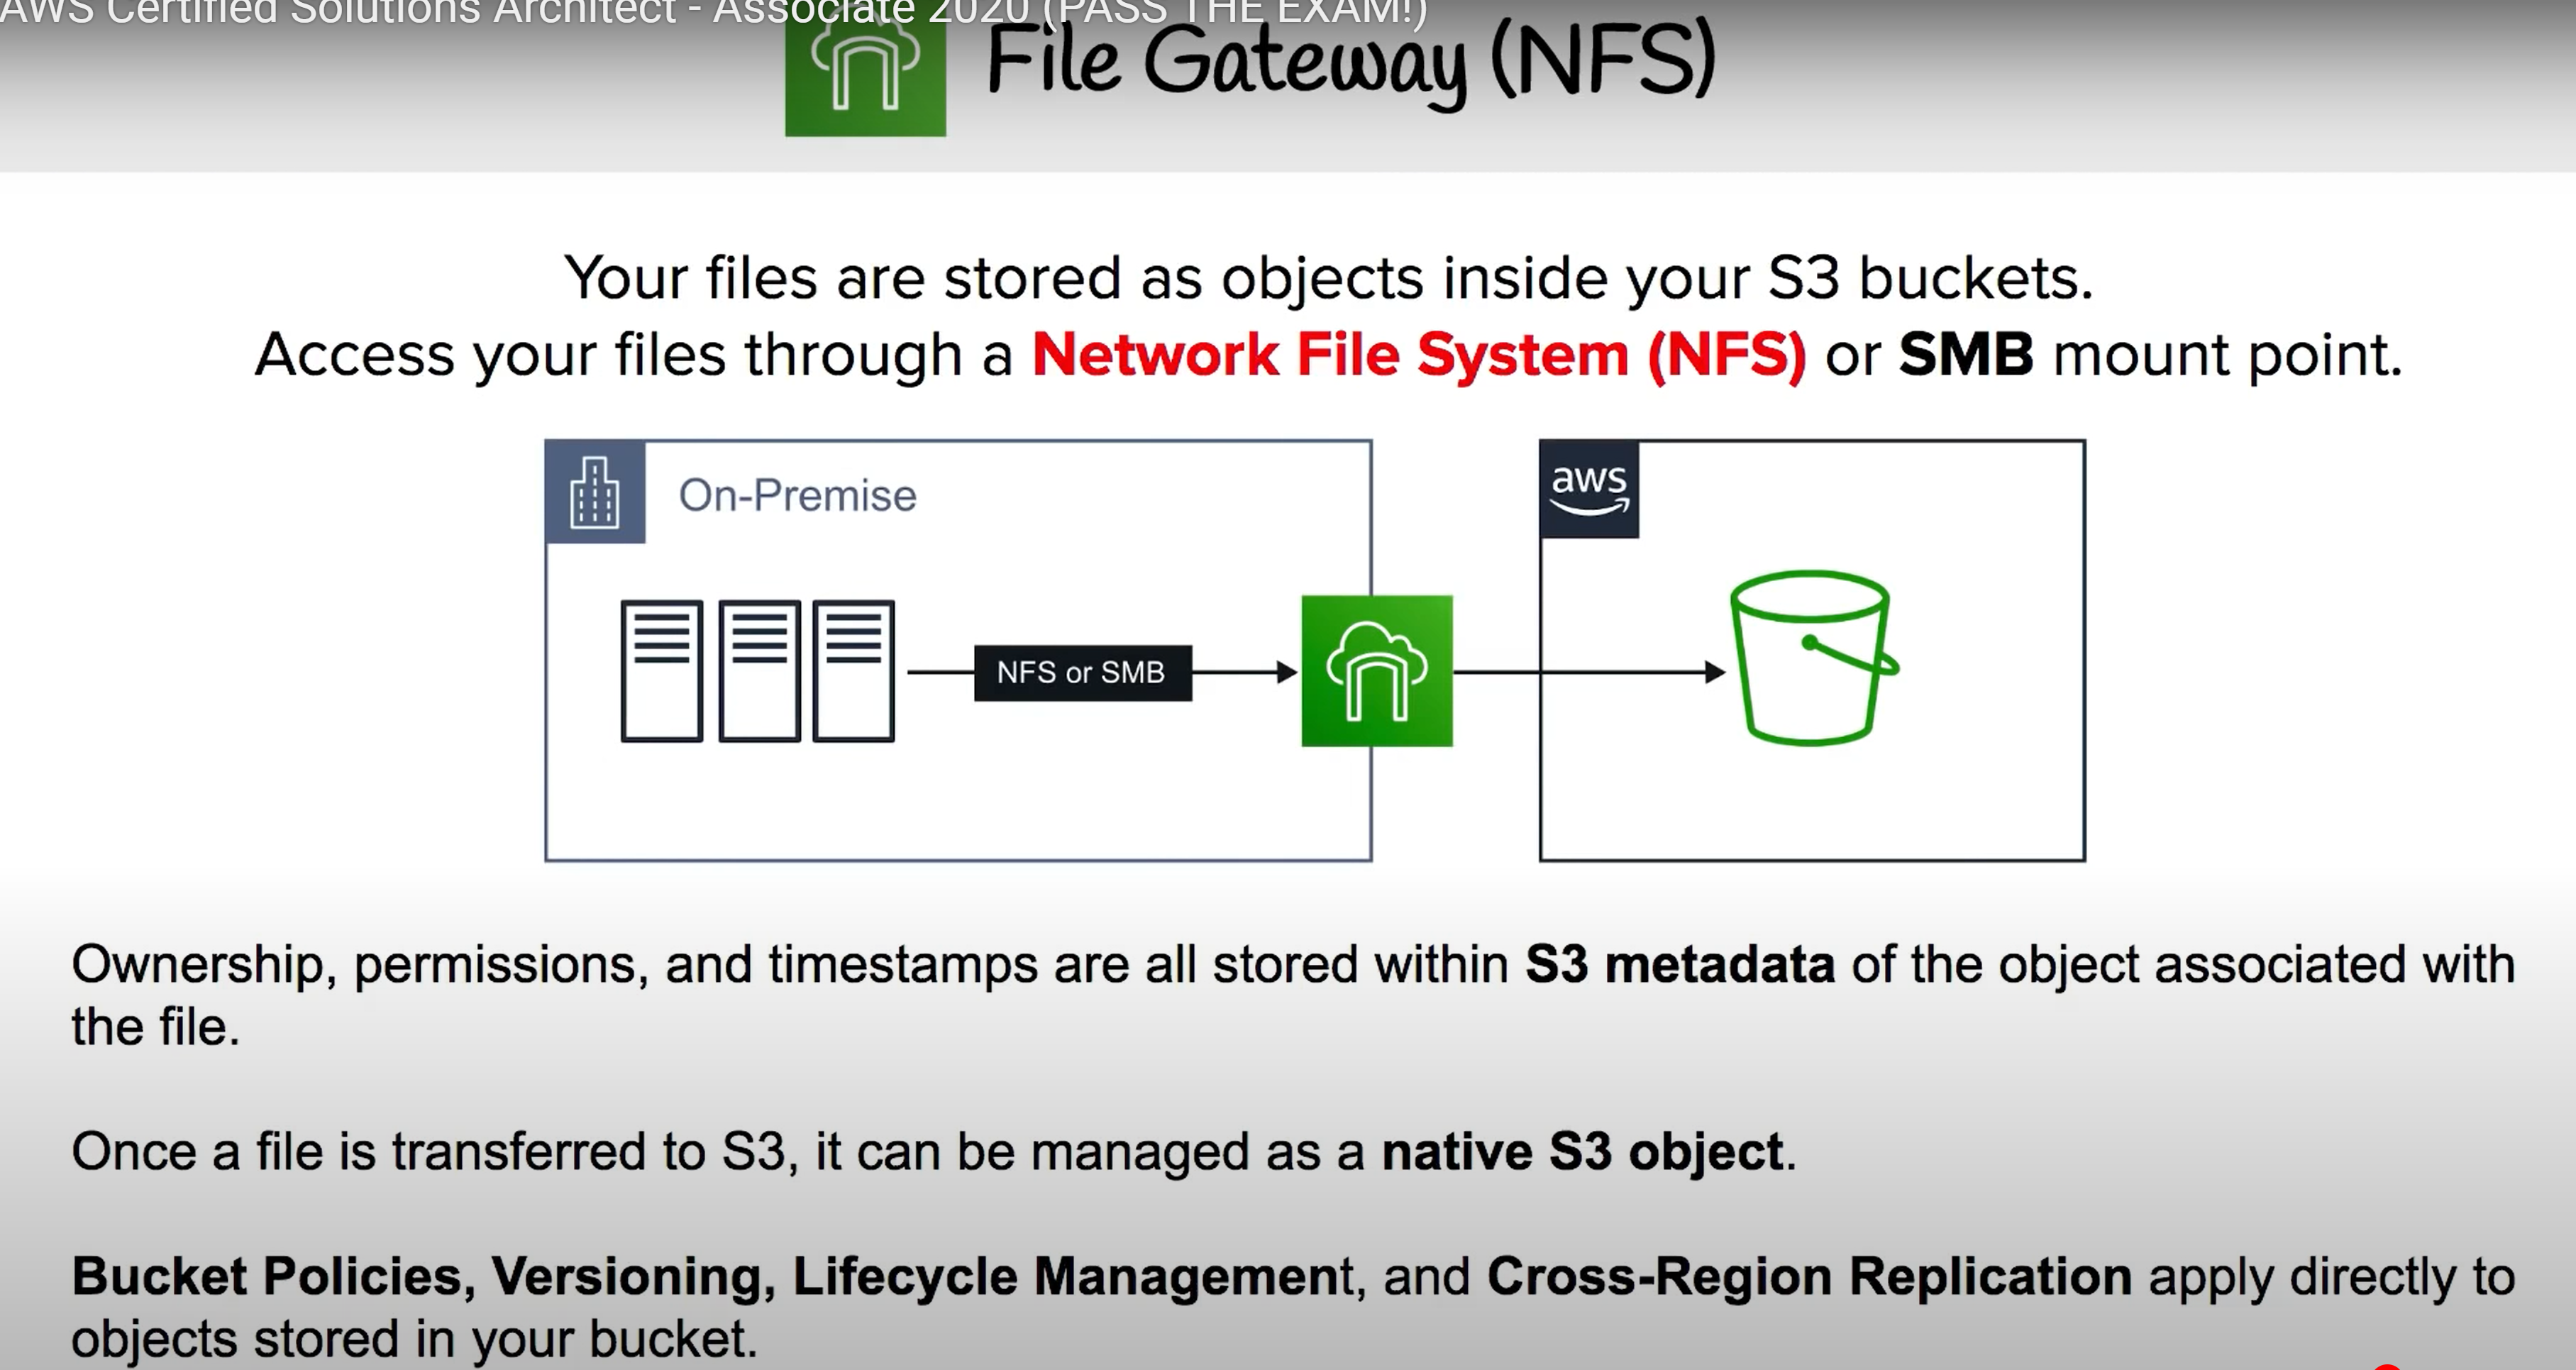 AWS Certified Solutions Architect - Associate 2020 (PASS THE EXAM!)
File Gateway (NFS)
Your files are stored as objects inside your S3 buckets.
Access your files through a Network File System (NFS) or SMB mount point.
On-Premise
aws
NFS or SMB
Ownership, permissions, and timestamps are all stored within S3 metadata of the object associated with
the file.
Once a file is transferred to S3, it can be managed as a native S3 object.
Bucket Policies, Versioning, Lifecycle Management, and Cross-Region Replication apply directly to
objects stored in your bucket.